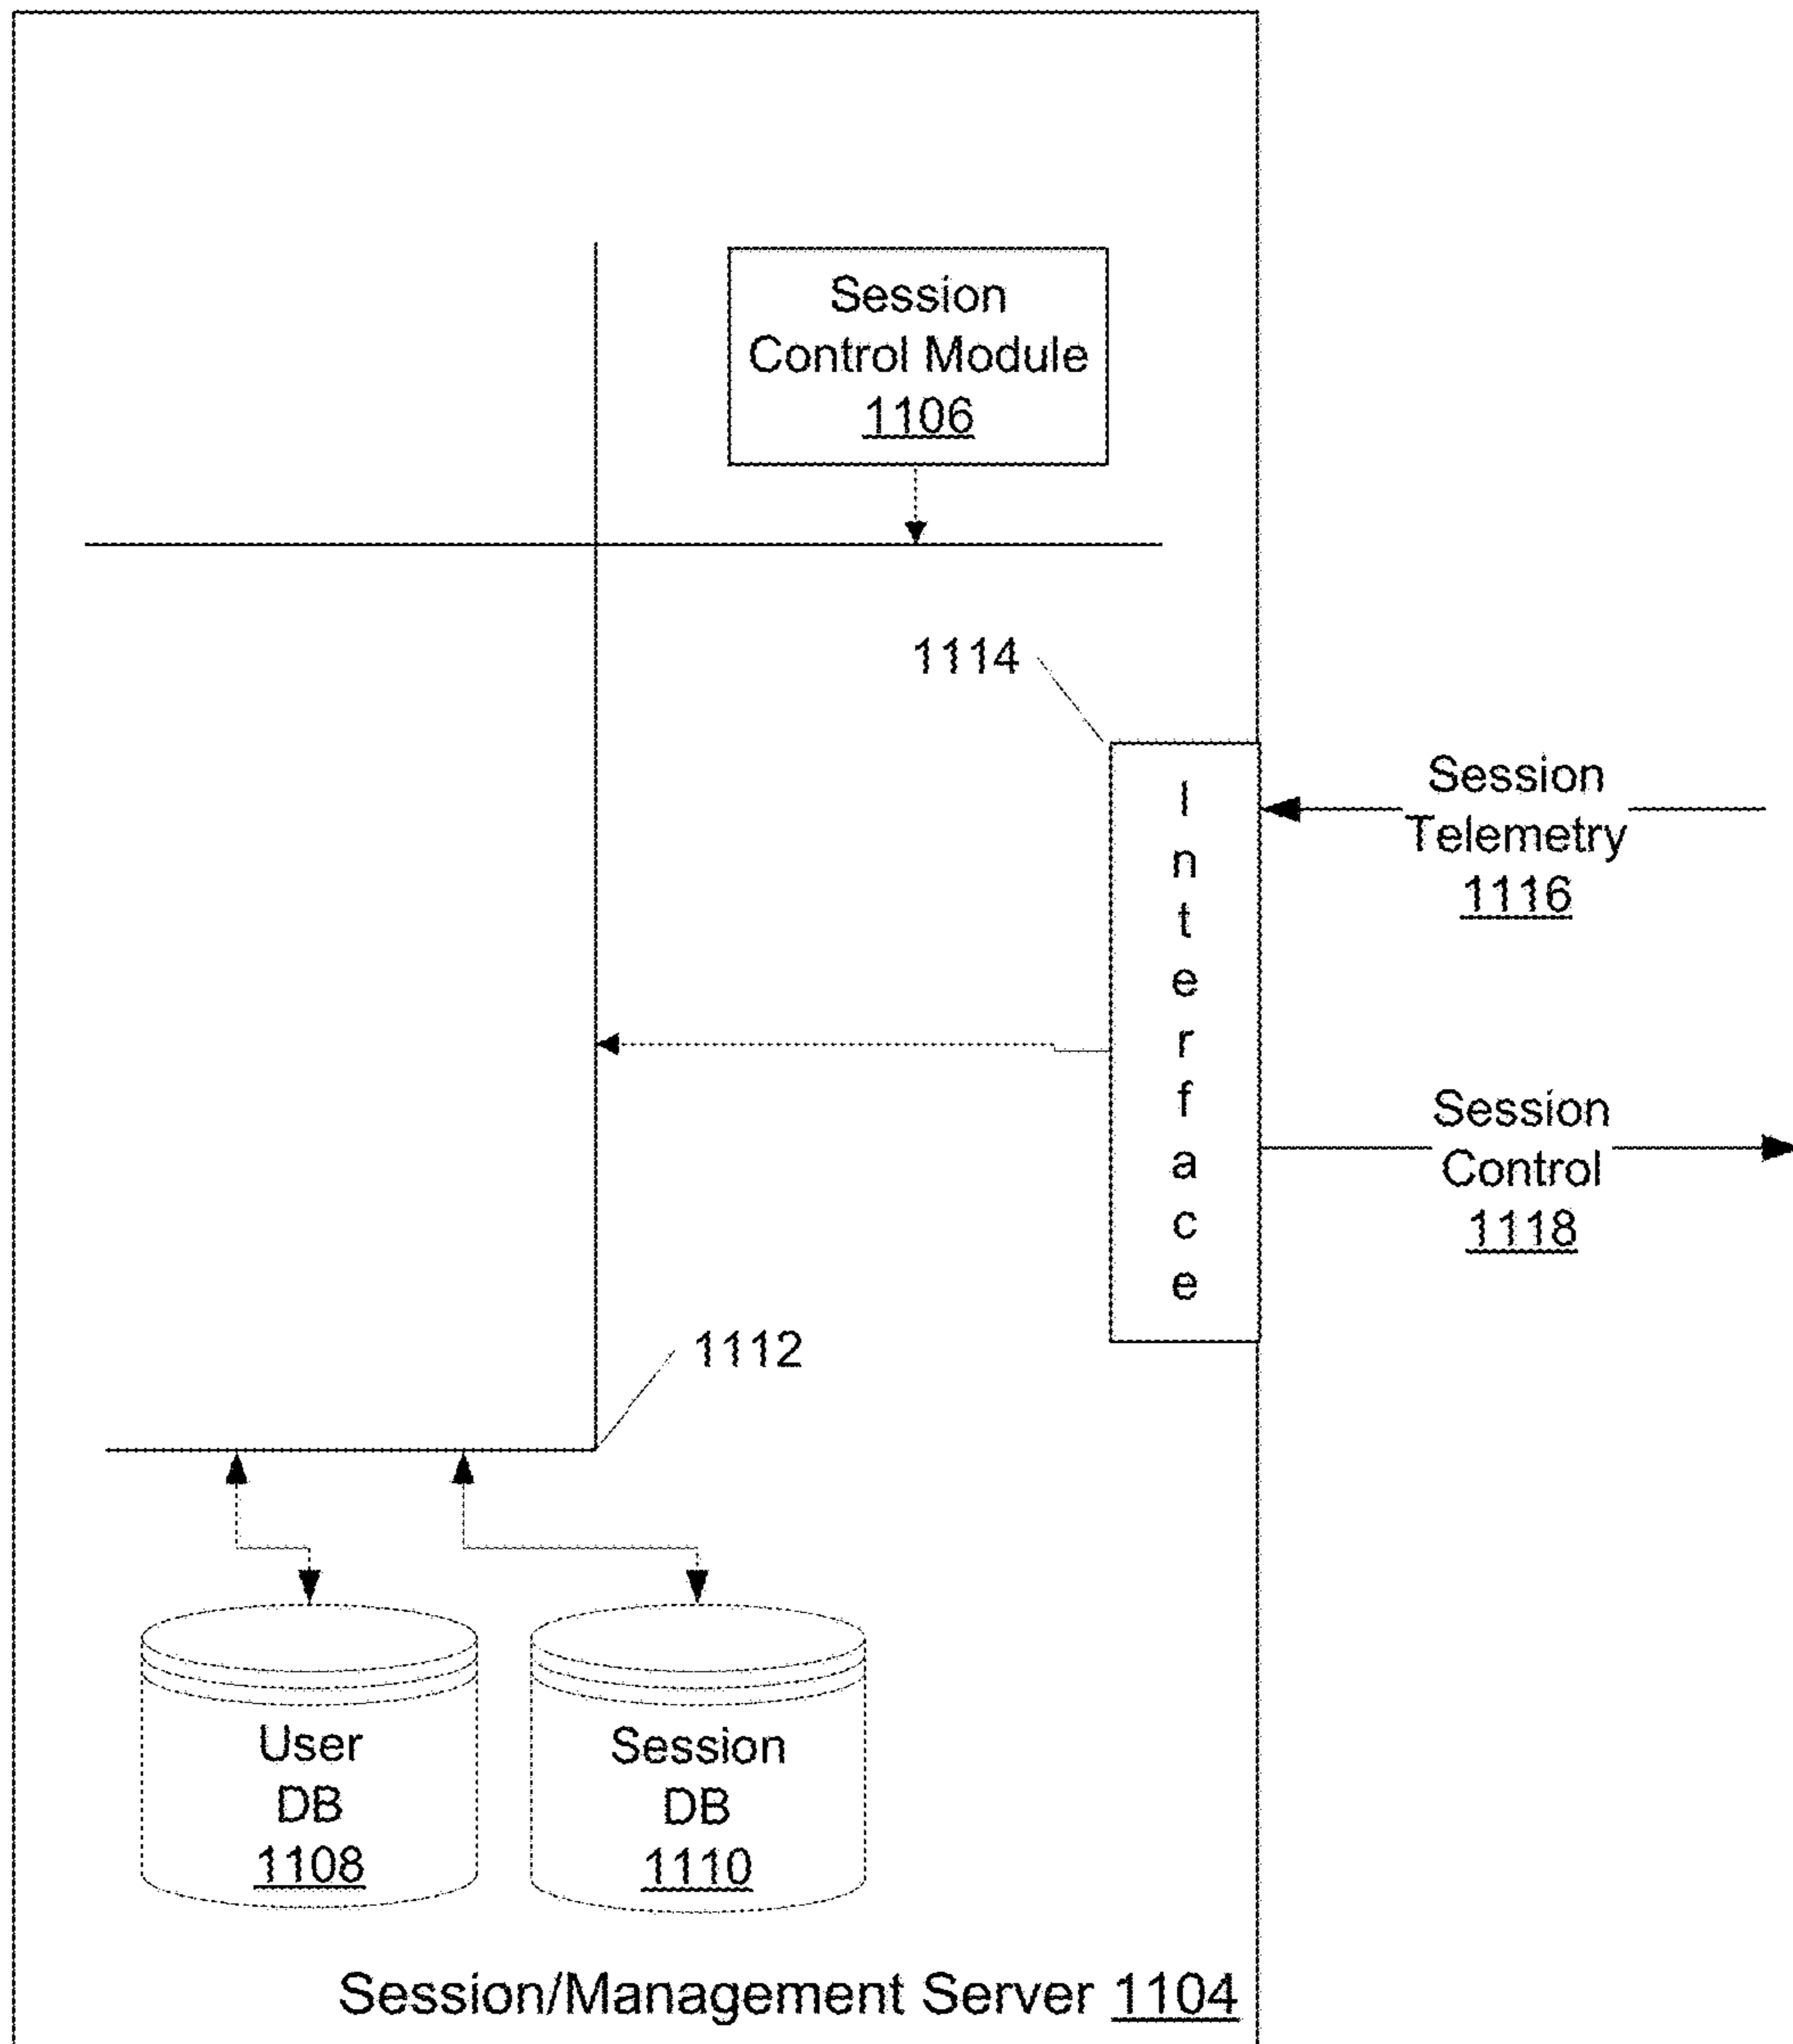 Session
Control Module
1106
1114
Interface
Session
Telemetry
1116
Session
Control
1118
1112
User
DB
1108
Session
DB
1110
Session/Management Server 1104